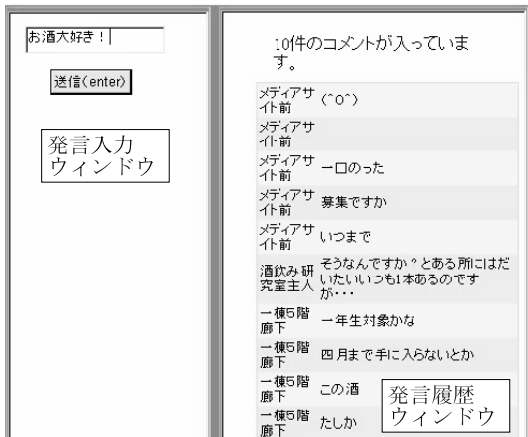 お酒大好き！
送信(enter)
発言入力
ウィンドウ
10件のコメントが入っていま
す。
メディアサ
イト前
(^O^)
メディアサ
イト前
メディアサ
イト前
一口のった
メディアサ
イト前
募集ですか
メディアサ
イト前
いつまで
酒飲み研
究室主人
そうなんですか？とある所にはだ
いたいいつも1本あるのです
が・・・
一棟5階
廊下
一年生対象かな
一棟5階
廊下
四月まで手に入らないとか
一棟5階
廊下
この酒
一棟5階
廊下
たしか
発言履歴
ウィンドウ